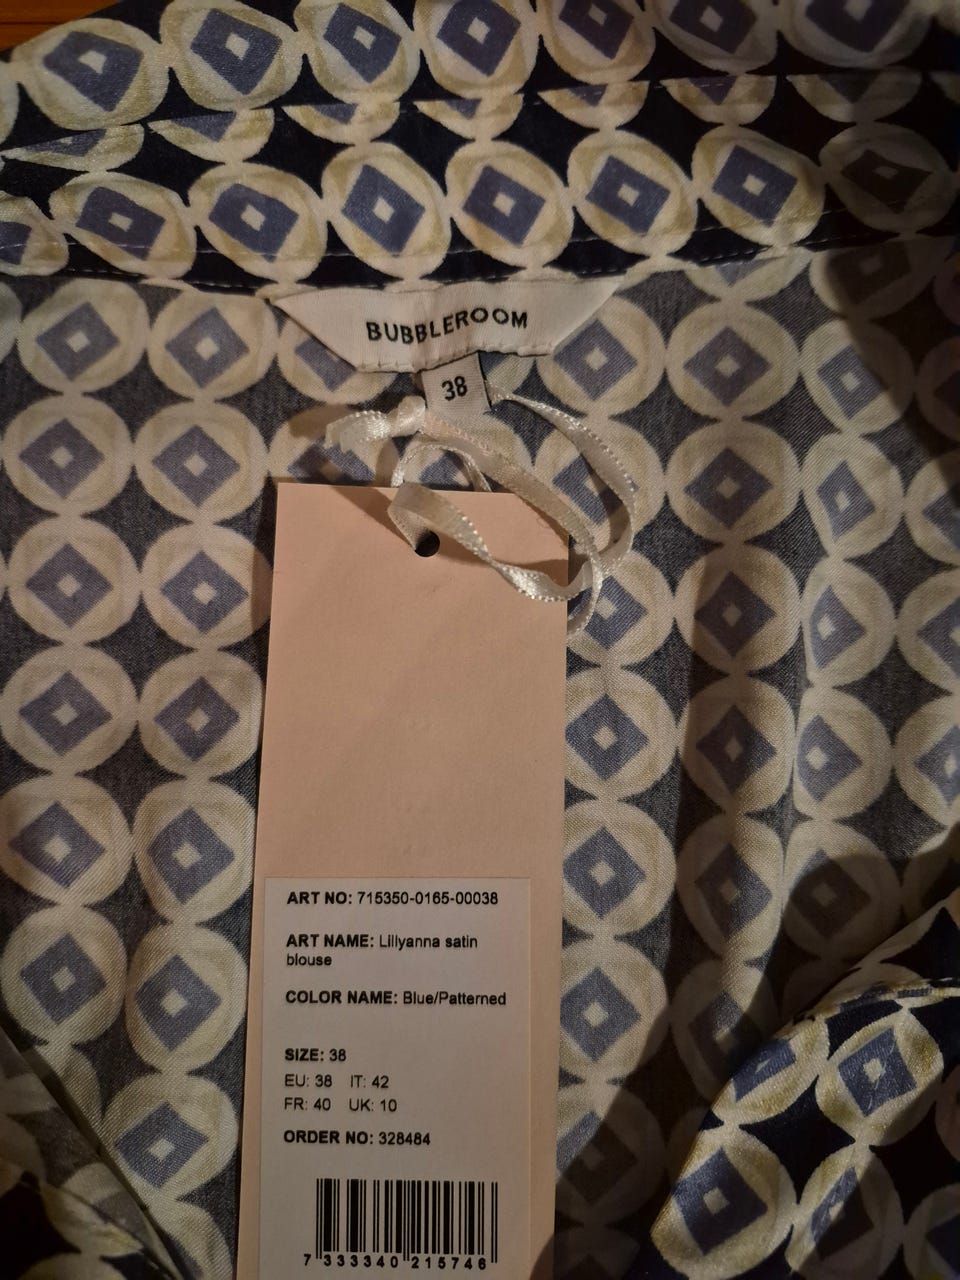 BUBBLEROOM
38
ART NO: 715350-0165-00038
ART NAME: Lillyanna satin
blouse
COLOR NAME: Blue/Patterned
SIZE: 38
EU: 38 IT: 42
FR: 40 UK: 10
ORDER NO: 328484
7 333340 215746